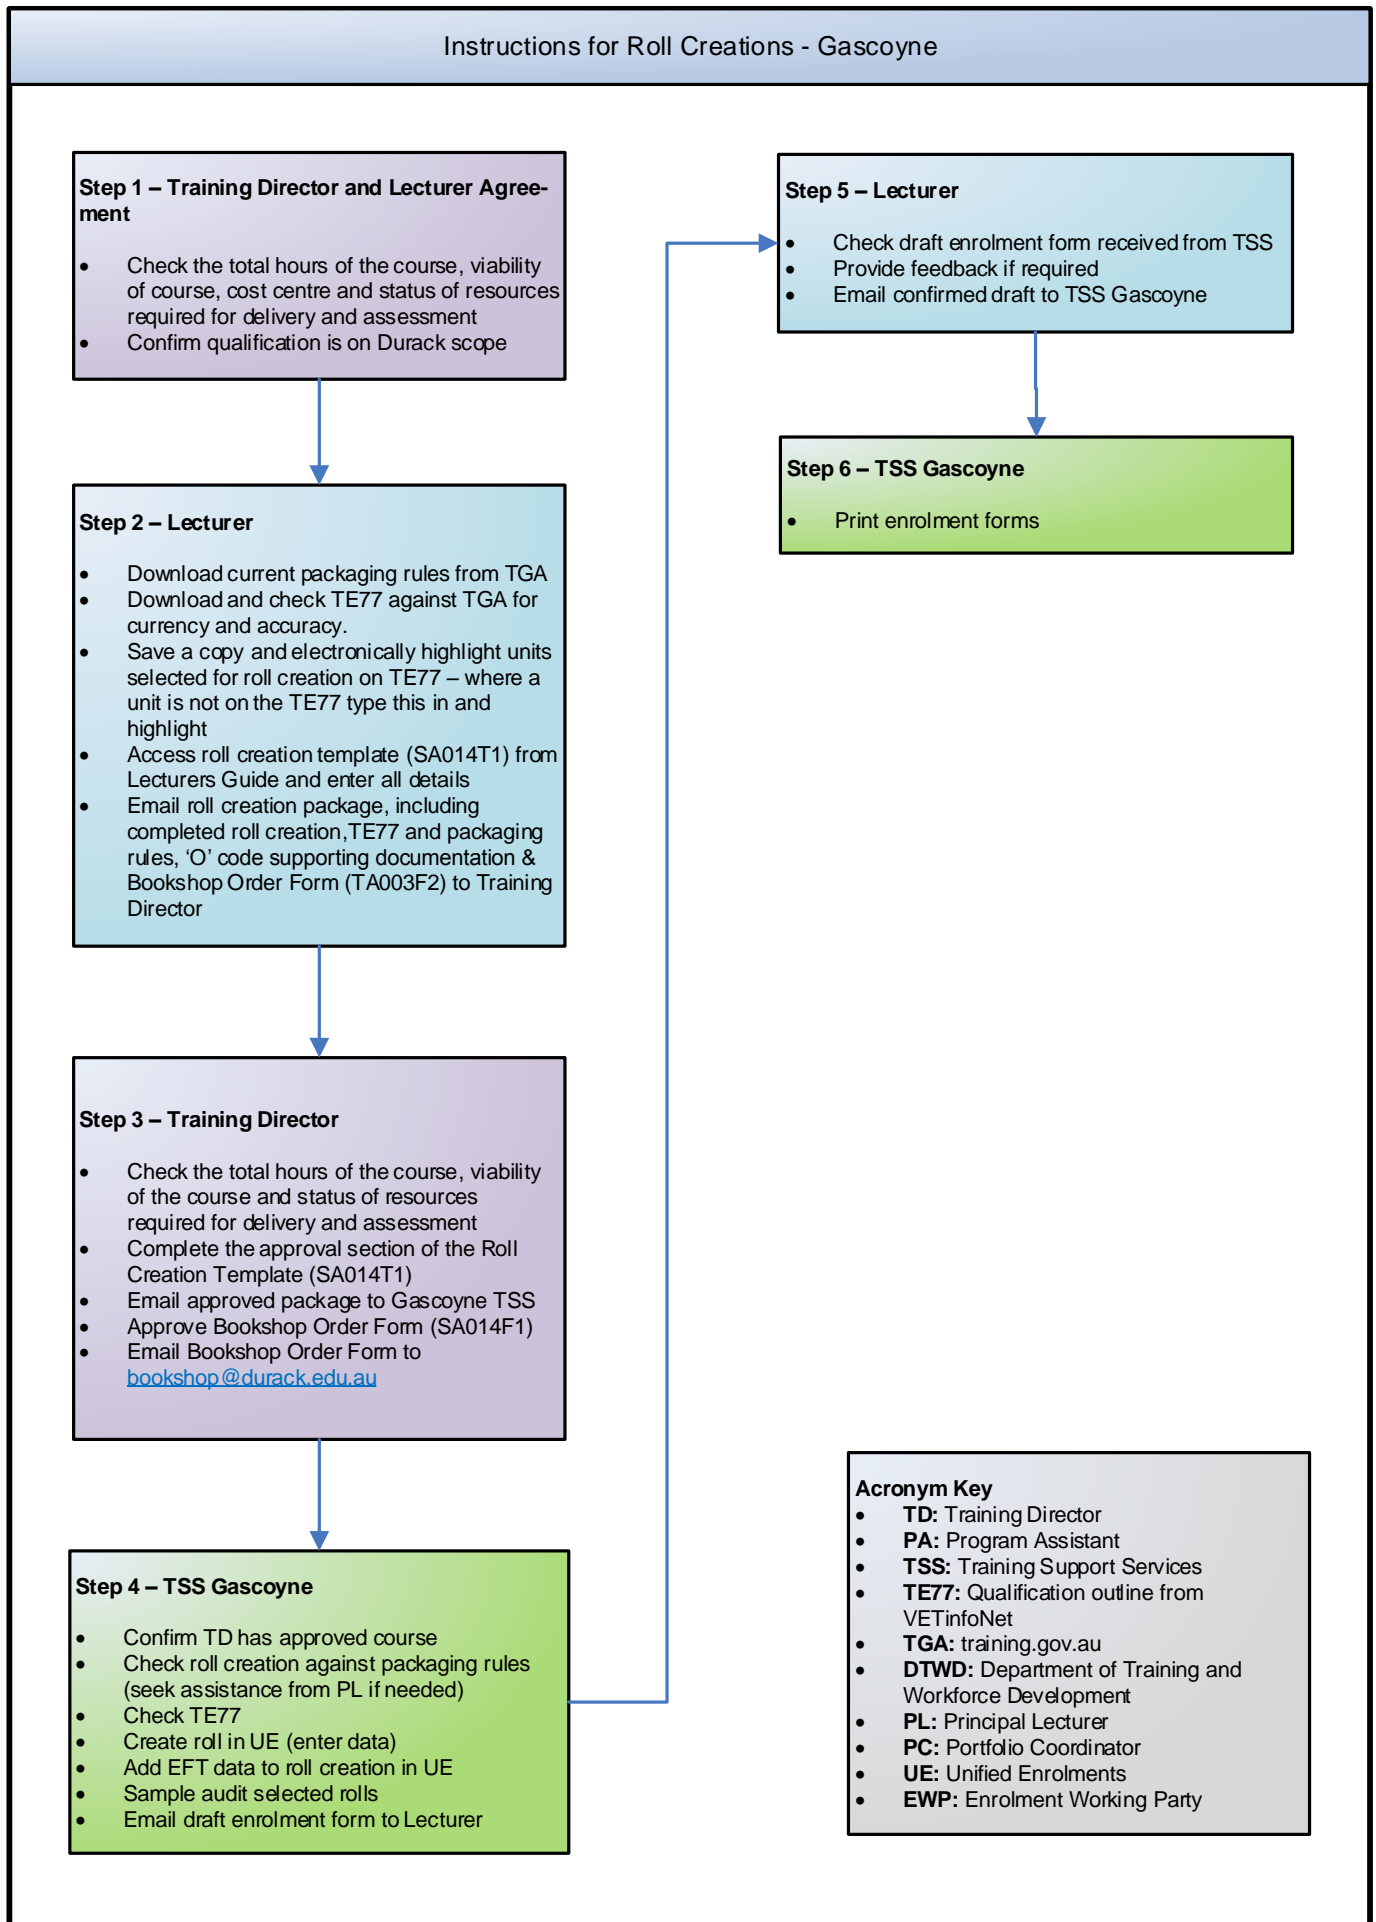 Instructions for Roll Creations - Gascoyne
Step 1 – Training Director and Lecturer Agree-
ment
• Check the total hours of the course, viability
of course, cost centre and status of resources
required for delivery and assessment
• Confirm qualification is on Durack scope
Step 2 – Lecturer
• Download current packaging rules from TGA
• Download and check TE77 against TGA for
currency and accuracy.
• Save a copy and electronically highlight units
selected for roll creation on TE77 – where a
unit is not on the TE77 type this in and
highlight
• Access roll creation template (SA014T1) from
Lecturers Guide and enter all details
• Email roll creation package, including
completed roll creation,TE77 and packaging
rules, ‘O’ code supporting documentation &
Bookshop Order Form (TA003F2) to Training
Director
Step 3 – Training Director
• Check the total hours of the course, viability
of the course and status of resources
required for delivery and assessment
• Complete the approval section of the Roll
Creation Template (SA014T1)
• Email approved package to Gascoyne TSS
• Approve Bookshop Order Form (SA014F1)
• Email Bookshop Order Form to
bookshop@durack.edu.au
Step 4 – TSS Gascoyne
• Confirm TD has approved course
• Check roll creation against packaging rules
(seek assistance from PL if needed)
• Check TE77
• Create roll in UE (enter data)
• Add EFT data to roll creation in UE
• Sample audit selected rolls
• Email draft enrolment form to Lecturer
Step 5 – Lecturer
• Check draft enrolment form received from TSS
• Provide feedback if required
• Email confirmed draft to TSS Gascoyne
Step 6 – TSS Gascoyne
• Print enrolment forms
Acronym Key
• TD: Training Director
• PA: Program Assistant
• TSS: Training Support Services
• TE77: Qualification outline from
VETinfoNet
• TGA: training.gov.au
• DTWD: Department of Training and
Workforce Development
• PL: Principal Lecturer
• PC: Portfolio Coordinator
• UE: Unified Enrolments
• EWP: Enrolment Working Party